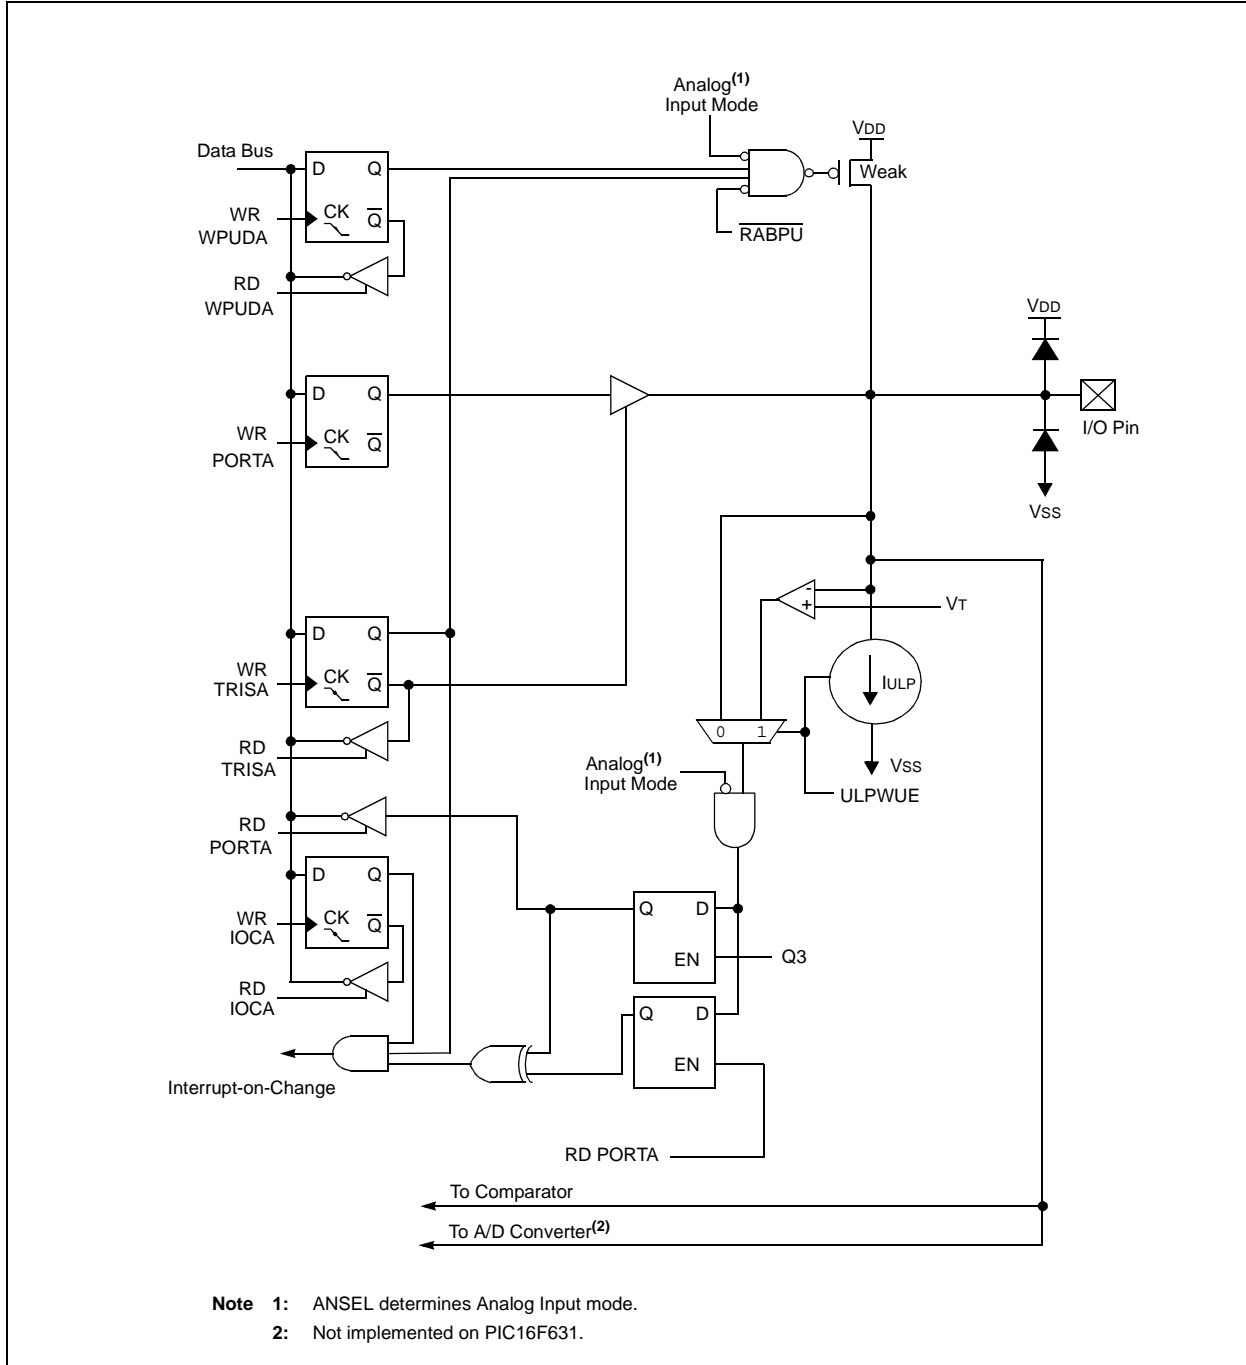 Analog(1)
Input Mode
VDD
Data Bus
D Q
Weak
CK Q
WR
WPUDA
RABPU
RD
WPUDA
VDD
D Q
WR
PORTA
CK Q
I/O Pin
VSS
-
+
VT
D Q
WR
TRISA
CK Q
IULP
0 1
RD
TRISA
Analog(1)
Input Mode
VSS
ULPWUE
RD
PORTA
D Q
WR
IOCA
CK Q
Q D
EN
Q3
RD
IOCA
Q D
EN
Interrupt-on-Change
RD PORTA
To Comparator
To A/D Converter(2)
Note 1: ANSEL determines Analog Input mode.
2: Not implemented on PIC16F631.